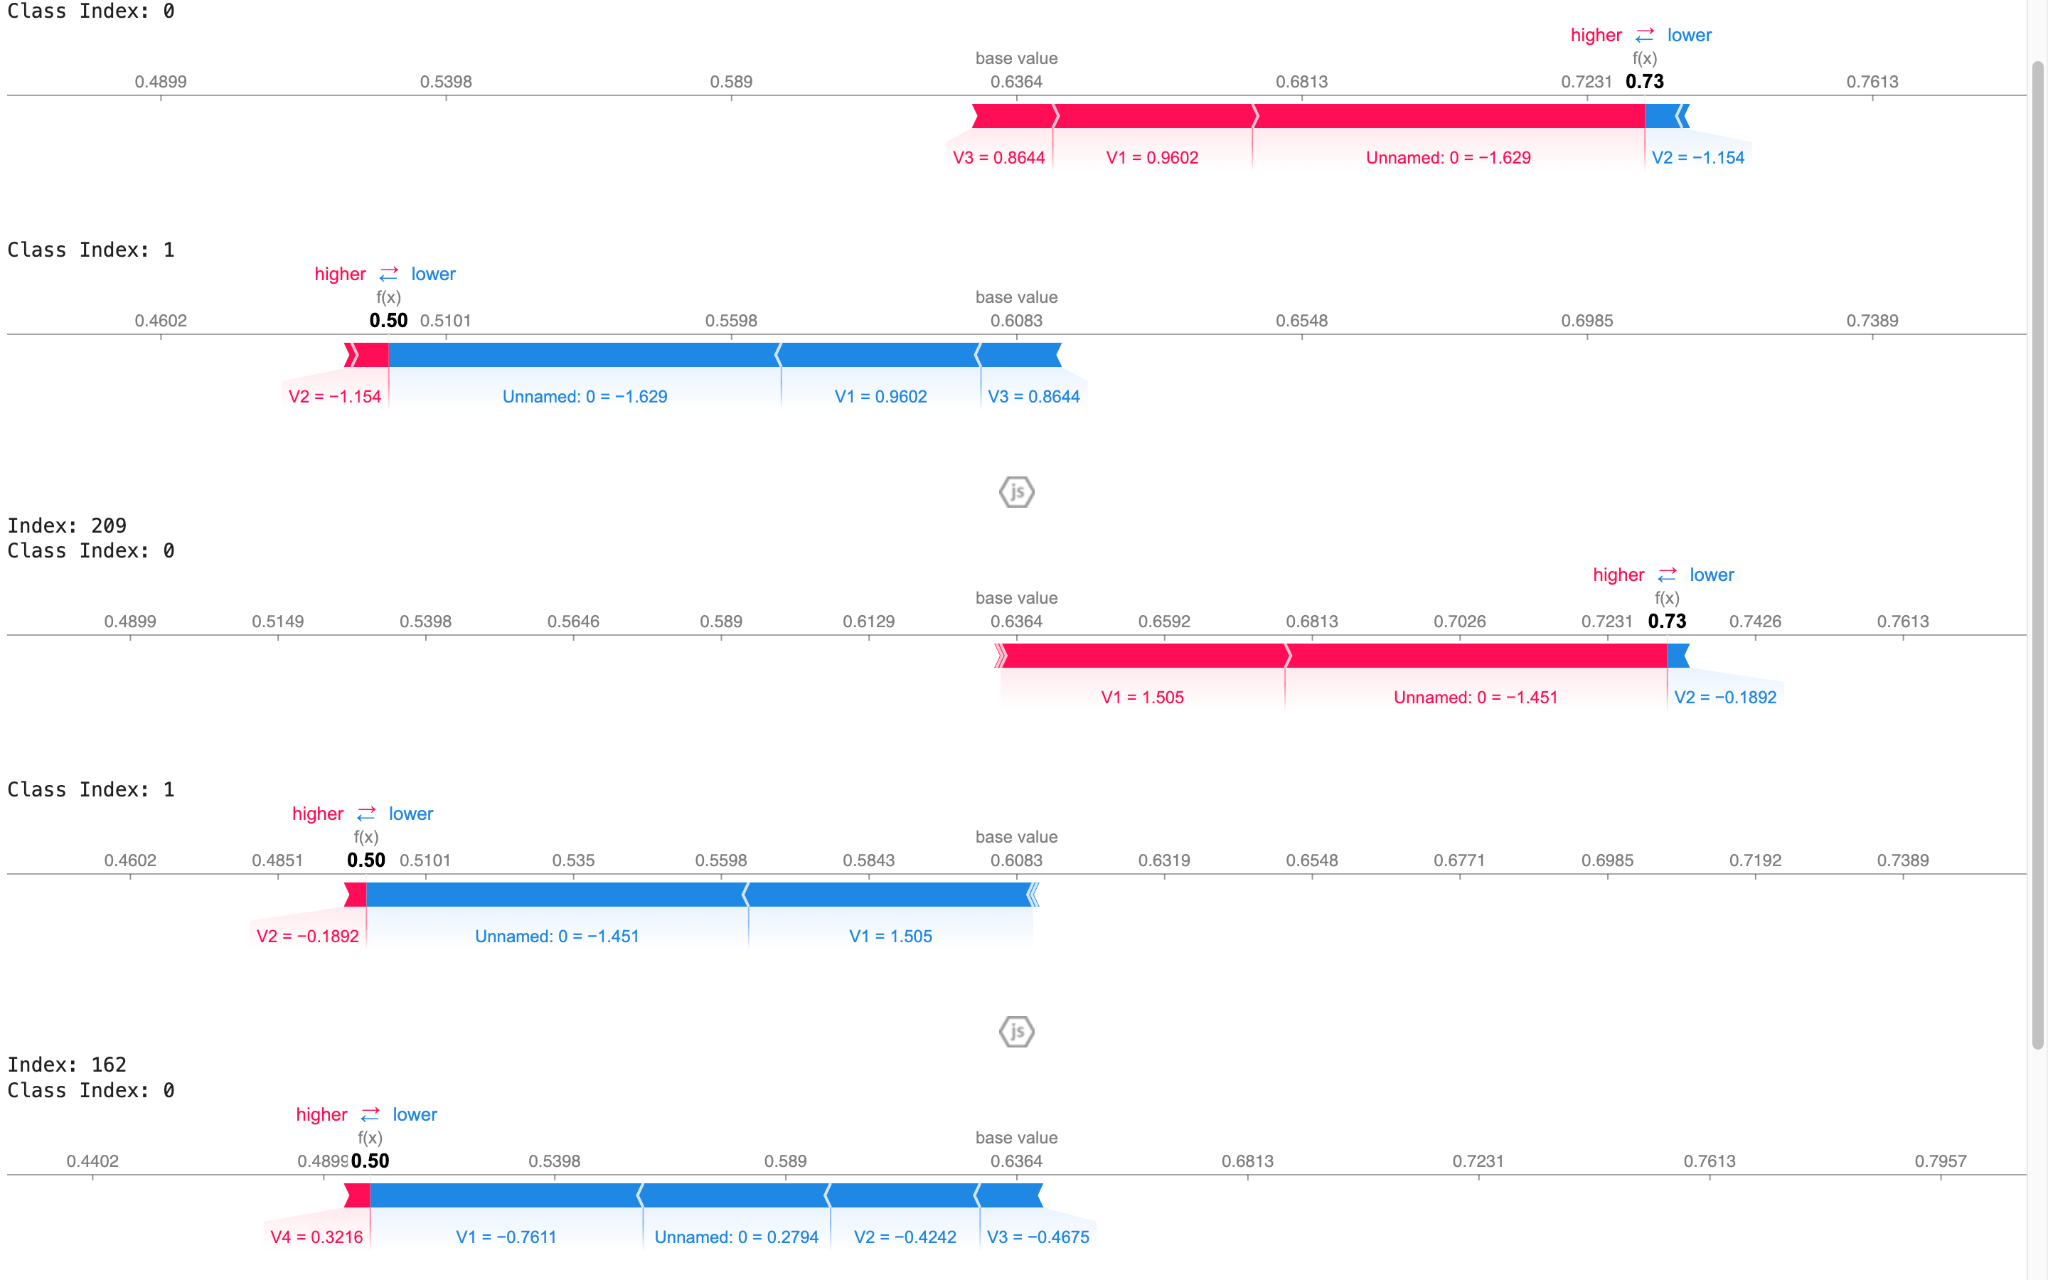 Class Index: 0
higher ⇄ lower
base value f(x)
0.4899 0.5398 0.589 0.6364 0.6813 0.7231 0.73 0.7613
V3 = 0.8644 V1 = 0.9602 Unnamed: 0 = −1.629 V2 = −1.154
Class Index: 1
higher ⇄ lower
f(x) base value
0.4602 0.50 0.5101 0.5598 0.6083 0.6548 0.6985 0.7389
V2 = −1.154 Unnamed: 0 = −1.629 V1 = 0.9602 V3 = 0.8644
js
Index: 209
Class Index: 0
higher ⇄ lower
base value f(x)
0.4899 0.5149 0.5398 0.5646 0.589 0.6129 0.6364 0.6592 0.6813 0.7026 0.7231 0.73 0.7426 0.7613
V1 = 1.505 Unnamed: 0 = −1.451 V2 = −0.1892
Class Index: 1
higher ⇄ lower
f(x) base value
0.4602 0.4851 0.50 0.5101 0.535 0.5598 0.5843 0.6083 0.6319 0.6548 0.6771 0.6985 0.7192 0.7389
V2 = −0.1892 Unnamed: 0 = −1.451 V1 = 1.505
js
Index: 162
Class Index: 0
higher ⇄ lower
f(x) base value
0.4402 0.4899 0.50 0.5398 0.589 0.6364 0.6813 0.7231 0.7613 0.7957
V4 = 0.3216 V1 = −0.7611 Unnamed: 0 = 0.2794 V2 = −0.4242 V3 = −0.4675